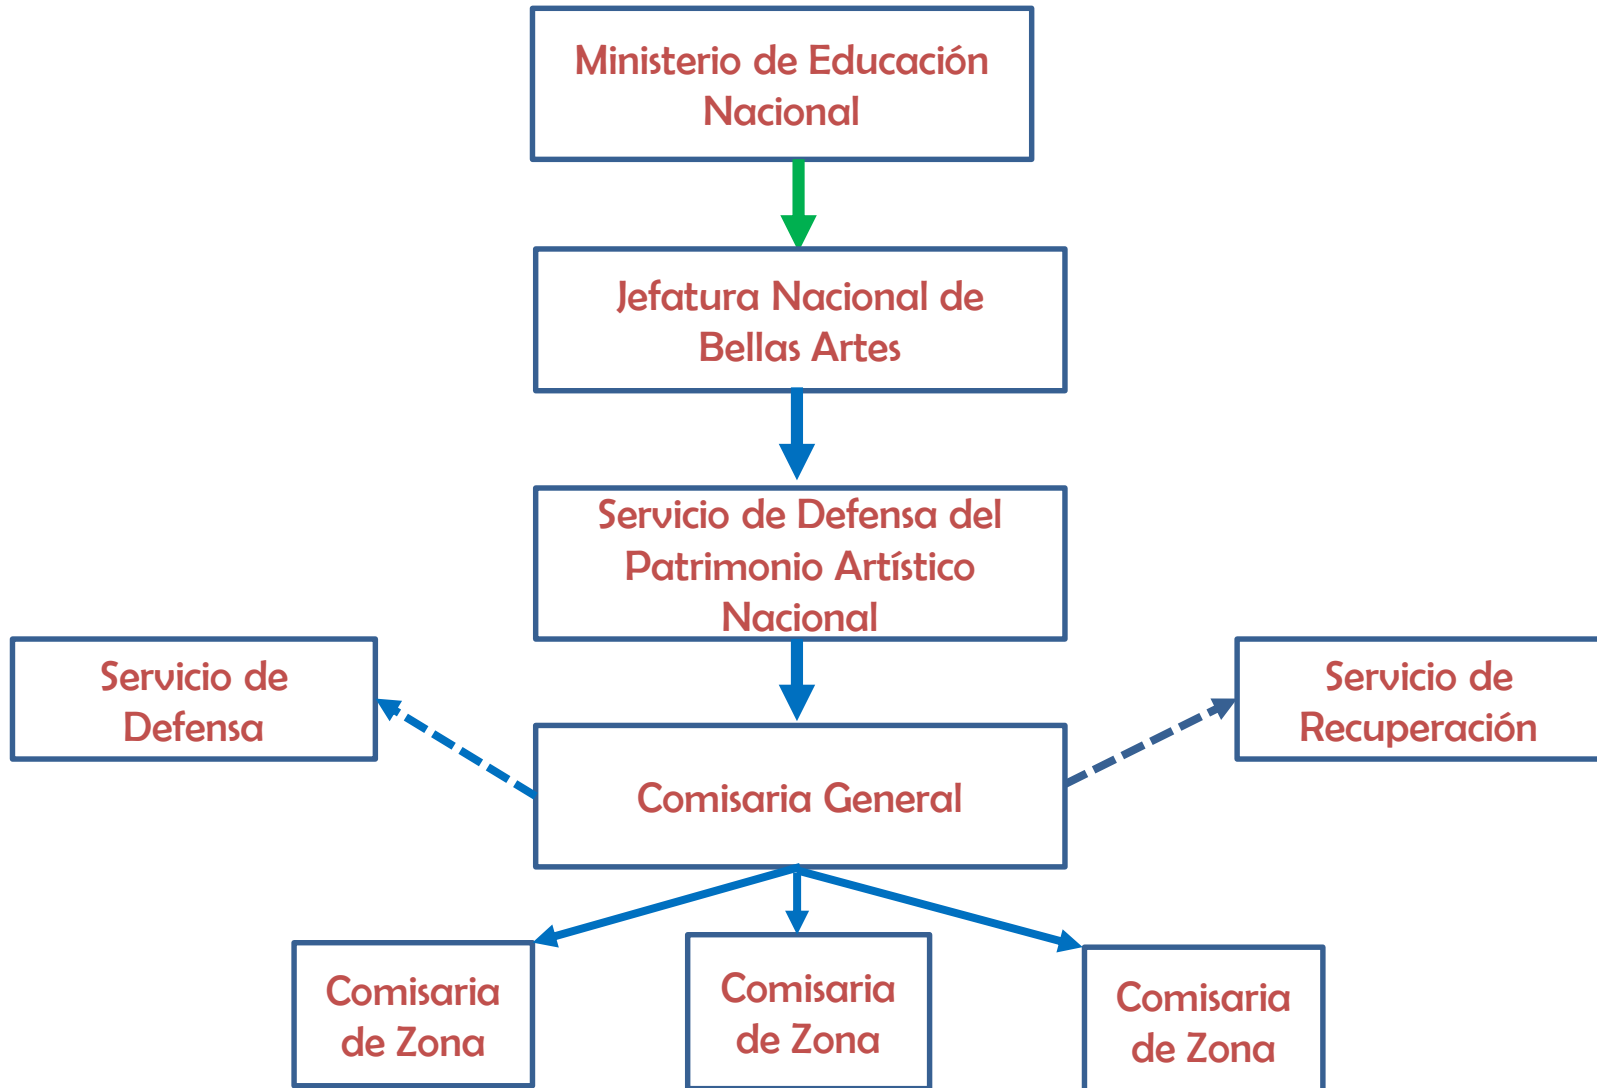 Ministerio de Educación
Nacional
Jefatura Nacional de
Bellas Artes
Servicio de Defensa del
Patrimonio Artístico
Nacional
Servicio de
Defensa
Servicio de
Recuperación
Comisaria General
Comisaria
de Zona
Comisaria
de Zona
Comisaria
de Zona